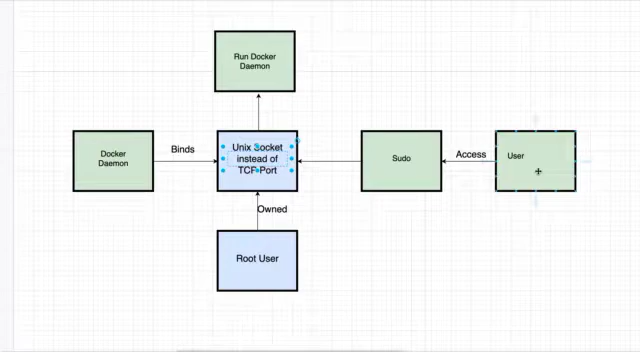 Run Docker
Daemon
Docker
Daemon
Binds
Unix Socket
instead of
TCP Port
Sudo
Access
User
Owned
Root User